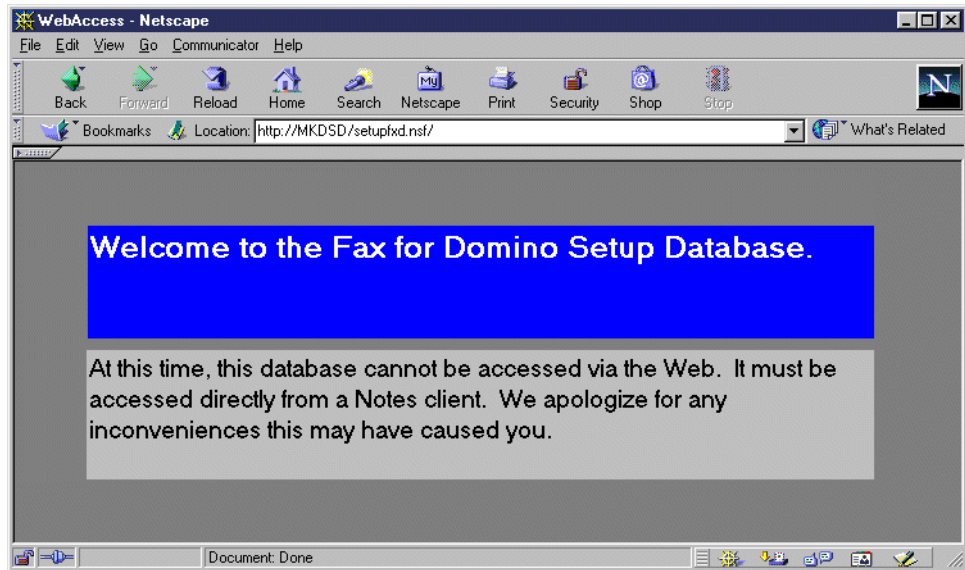 WebAccess - Netscape
File Edit View Go Communicator Help
Back Forward Reload Home Search Netscape Print Security Shop Stop
My
N
Bookmarks Location: http://MKDSD/setupfxd.nsf/ What's Related
Welcome to the Fax for Domino Setup Database.
At this time, this database cannot be accessed via the Web. It must be
accessed directly from a Notes client. We apologize for any
inconveniences this may have caused you.
Document: Done